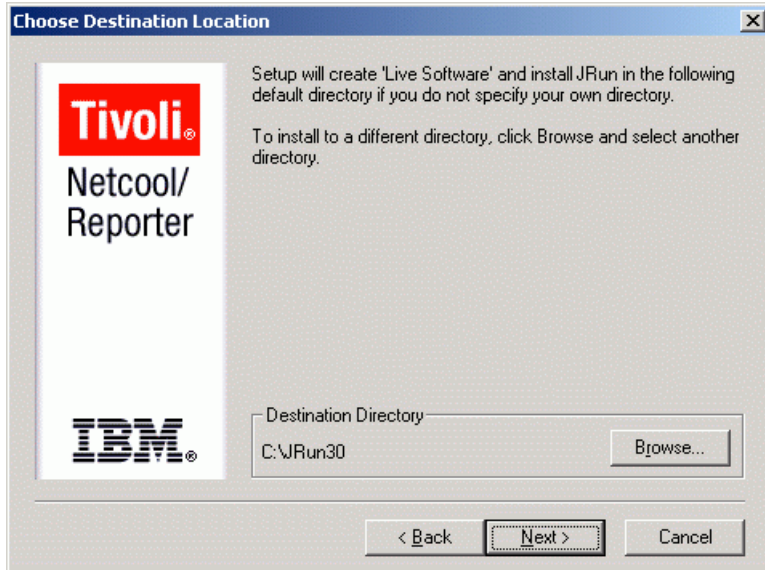 Choose Destination Location
Setup will create 'Live Software' and install JRun in the following
default directory if you do not specify your own directory.
To install to a different directory, click Browse and select another
directory.
Tivoli®
Netcool/
Reporter
IBM®
Destination Directory
C:\JRun30
Browse...
< Back
Next >
Cancel